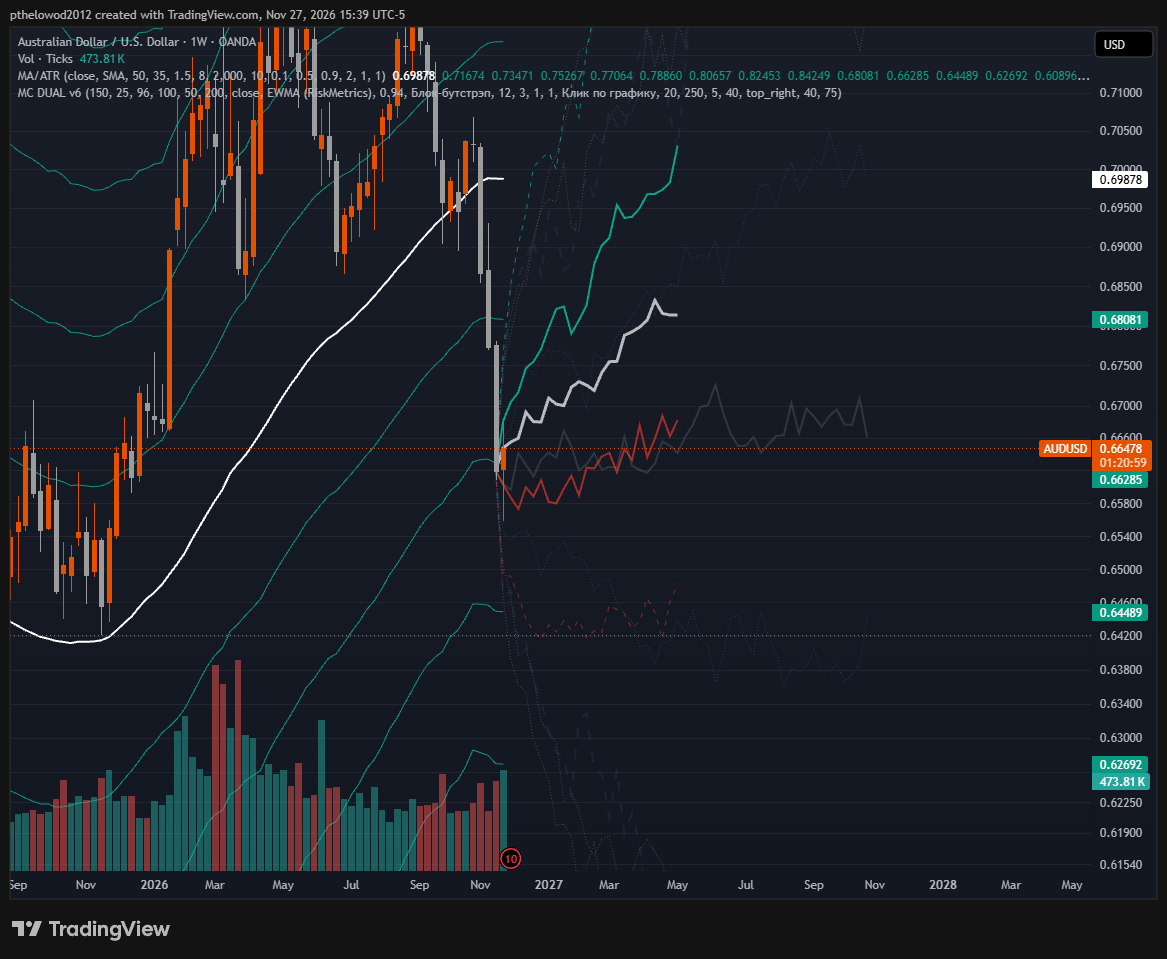 pthelowod2012 created with TradingView.com, Nov 27, 2026 15:39 UTC-5
Australian Dollar / U.S. Dollar · 1W · OANDA
USD
Vol · Ticks 473.81K
MA/ATR (close, SMA, 50, 35, 1.5, 8, 2,000, 10, 0.1, 0.5, 0.9, 2, 1, 1) 0.69878 0.71674 0.73471 0.75267 0.77064 0.78860 0.80657 0.82453 0.84249 0.68081 0.66285 0.64489 0.62692 0.60896...
MC DUAL v6 (150, 25, 96, 100, 50, 200, close, EWMA (RiskMetrics), 0.94, Блок-бутстрэп, 12, 3, 1, 1, Клик по графику, 20, 250, 5, 40, top_right, 40, 75)
0.71000
0.70500
0.70000
0.69878
0.69500
0.69000
0.68500
0.68081
0.67500
0.67000
0.66600
AUDUSD 0.66478
01:20:59
0.66285
0.65800
0.65400
0.65000
0.64600
0.64489
0.64200
0.63800
0.63400
0.63000
0.62692
473.81K
0.62250
0.61900
0.61540
10
Sep Nov 2026 Mar May Jul Sep Nov 2027 Mar May Jul Sep Nov 2028 Mar May
TradingView